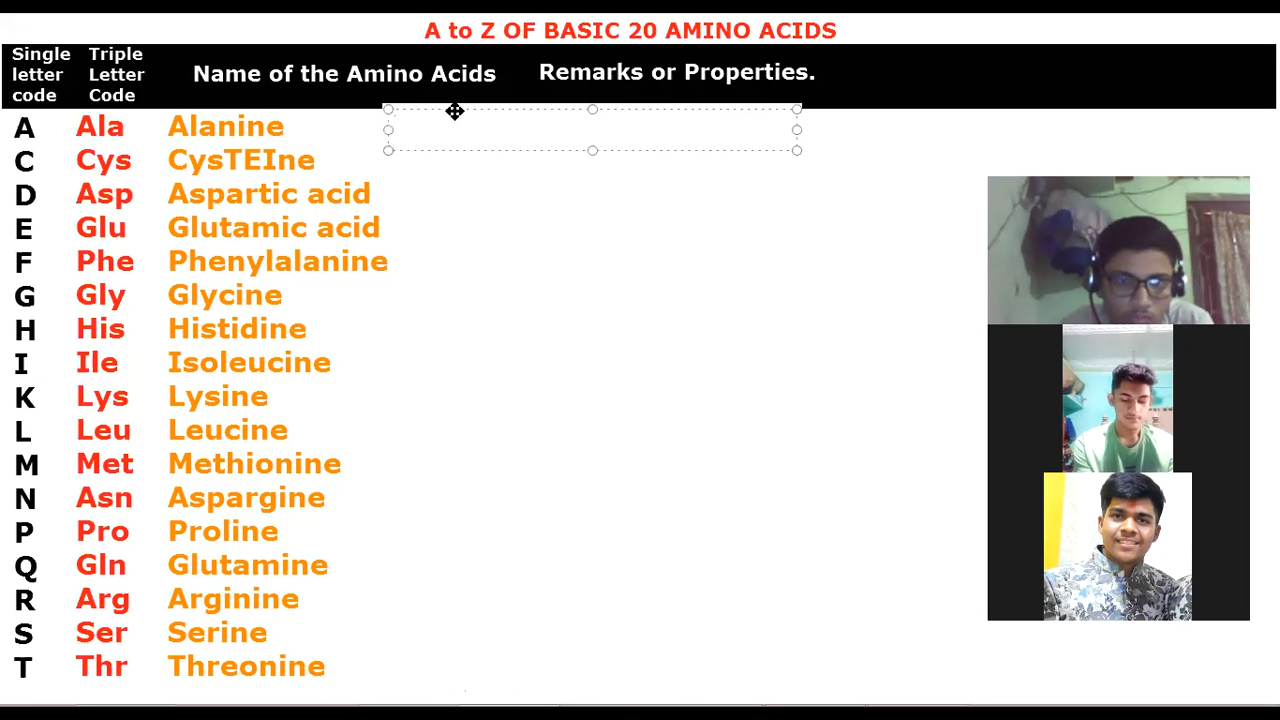 A to Z OF BASIC 20 AMINO ACIDS
Single letter code Triple Letter Code Name of the Amino Acids Remarks or Properties.
A Ala Alanine
C Cys CysTEIne
D Asp Aspartic acid
E Glu Glutamic acid
F Phe Phenylalanine
G Gly Glycine
H His Histidine
I Ile Isoleucine
K Lys Lysine
L Leu Leucine
M Met Methionine
N Asn Aspargine
P Pro Proline
Q Gln Glutamine
R Arg Arginine
S Ser Serine
T Thr Threonine